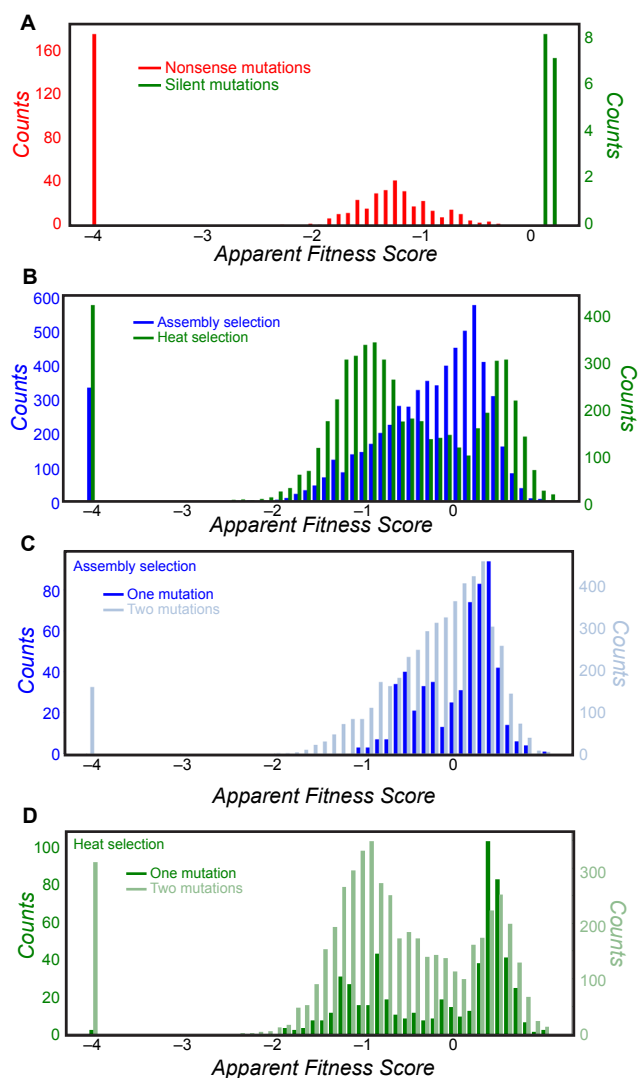 A
Counts
160
120
80
40
0
Nonsense mutations
Silent mutations
8
6
4
2
0
Counts
–4 –3 –2 –1 0
Apparent Fitness Score
B
Counts
600
500
400
300
200
100
0
Assembly selection
Heat selection
400
300
200
100
0
Counts
–4 –3 –2 –1 0
Apparent Fitness Score
C
Counts
80
60
40
20
0
Assembly selection
One mutation
Two mutations
400
300
200
100
0
Counts
–4 –3 –2 –1 0
Apparent Fitness Score
D
Counts
100
80
60
40
20
0
Heat selection
One mutation
Two mutations
300
200
100
0
Counts
–4 –3 –2 –1 0
Apparent Fitness Score